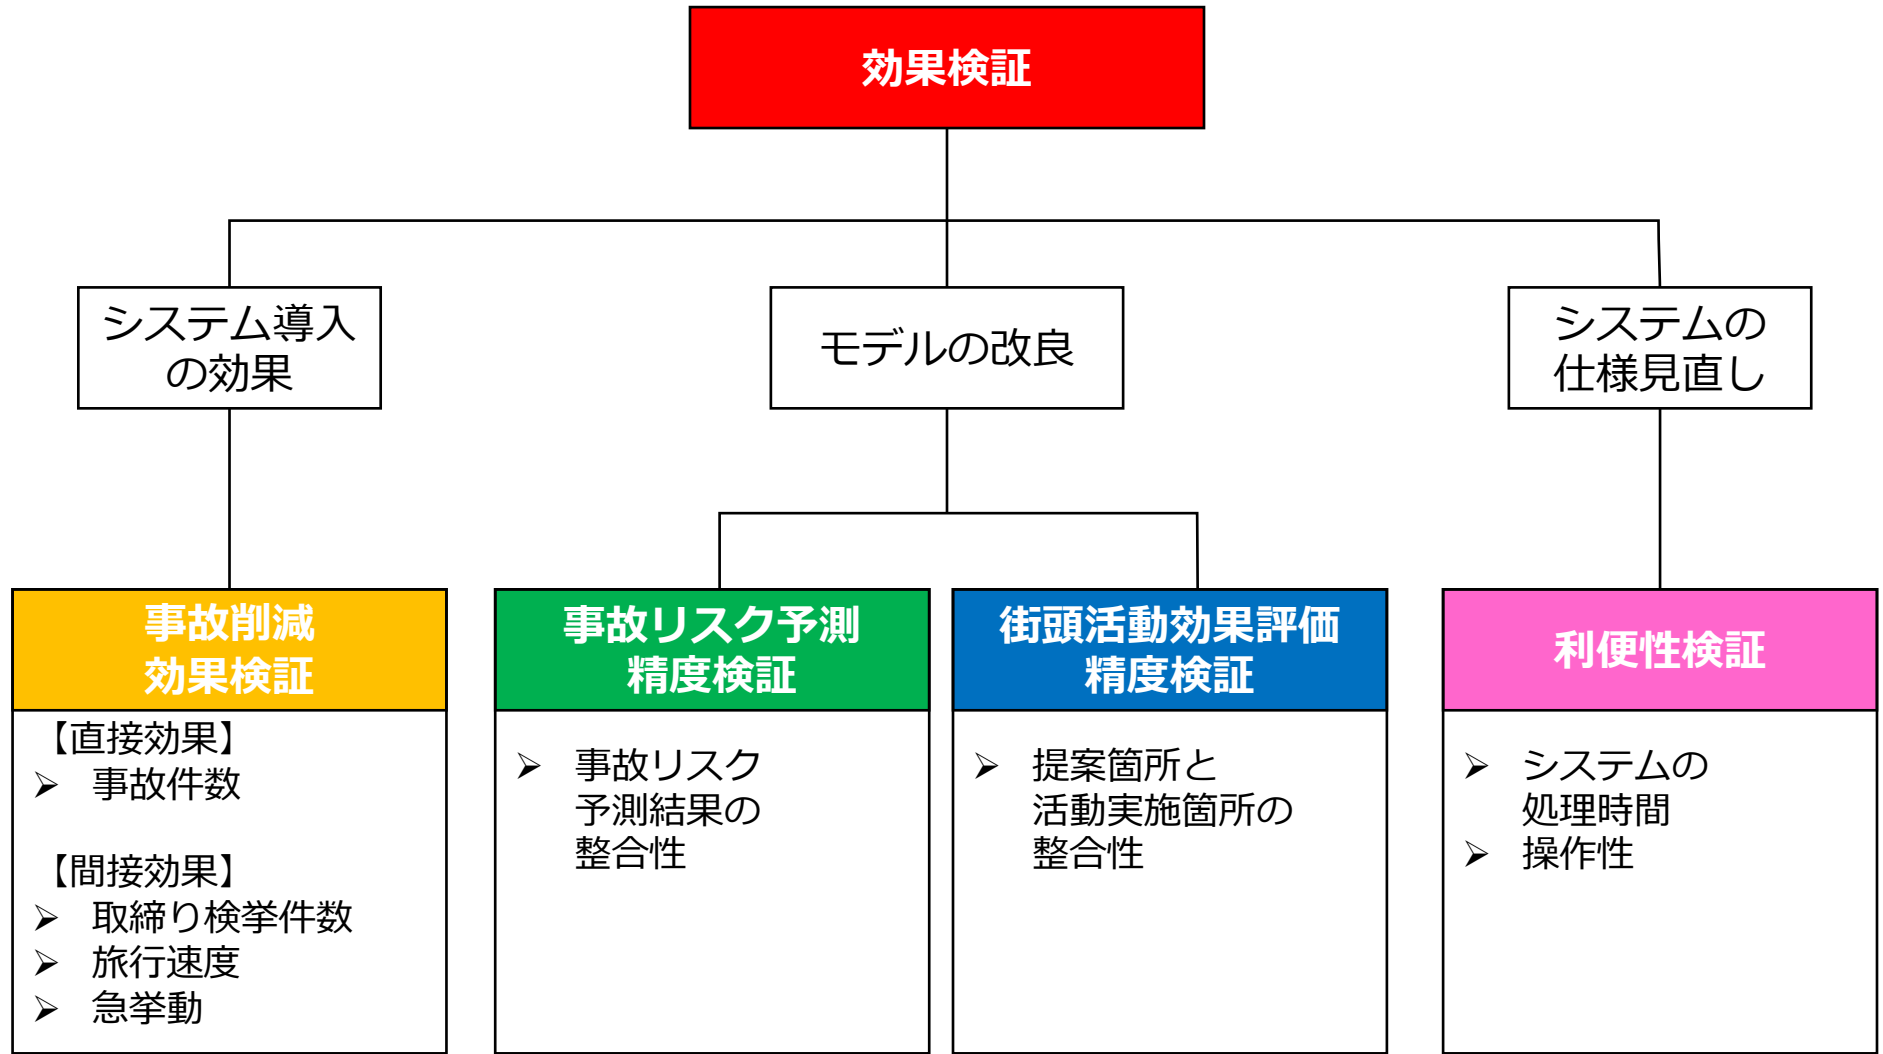 効果検証
システム導入
の効果
モデルの改良
システムの
仕様見直し
事故削減
効果検証
【直接効果】
➢ 事故件数
【間接効果】
➢ 取締り検挙件数
➢ 旅行速度
➢ 急挙動
事故リスク予測
精度検証
➢ 事故リスク
予測結果の
整合性
街頭活動効果評価
精度検証
➢ 提案箇所と
活動実施箇所の
整合性
利便性検証
➢ システムの
処理時間
➢ 操作性